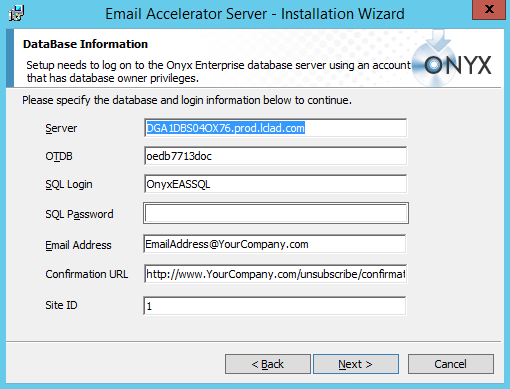 Email Accelerator Server - Installation Wizard
X
DataBase Information
Setup needs to log on to the Onyx Enterprise database server using an account
that has database owner privileges.
ONYX
Please specify the database and login information below to continue.
Server DGA1DBS04OX76.prod.lclad.com
OTDB oedb7713doc
SQL Login OnyxEASSQL
SQL Password
Email Address EmailAddress@YourCompany.com
Confirmation URL http://www.YourCompany.com/unsubscribe/confirmat
Site ID 1
< Back Next > Cancel